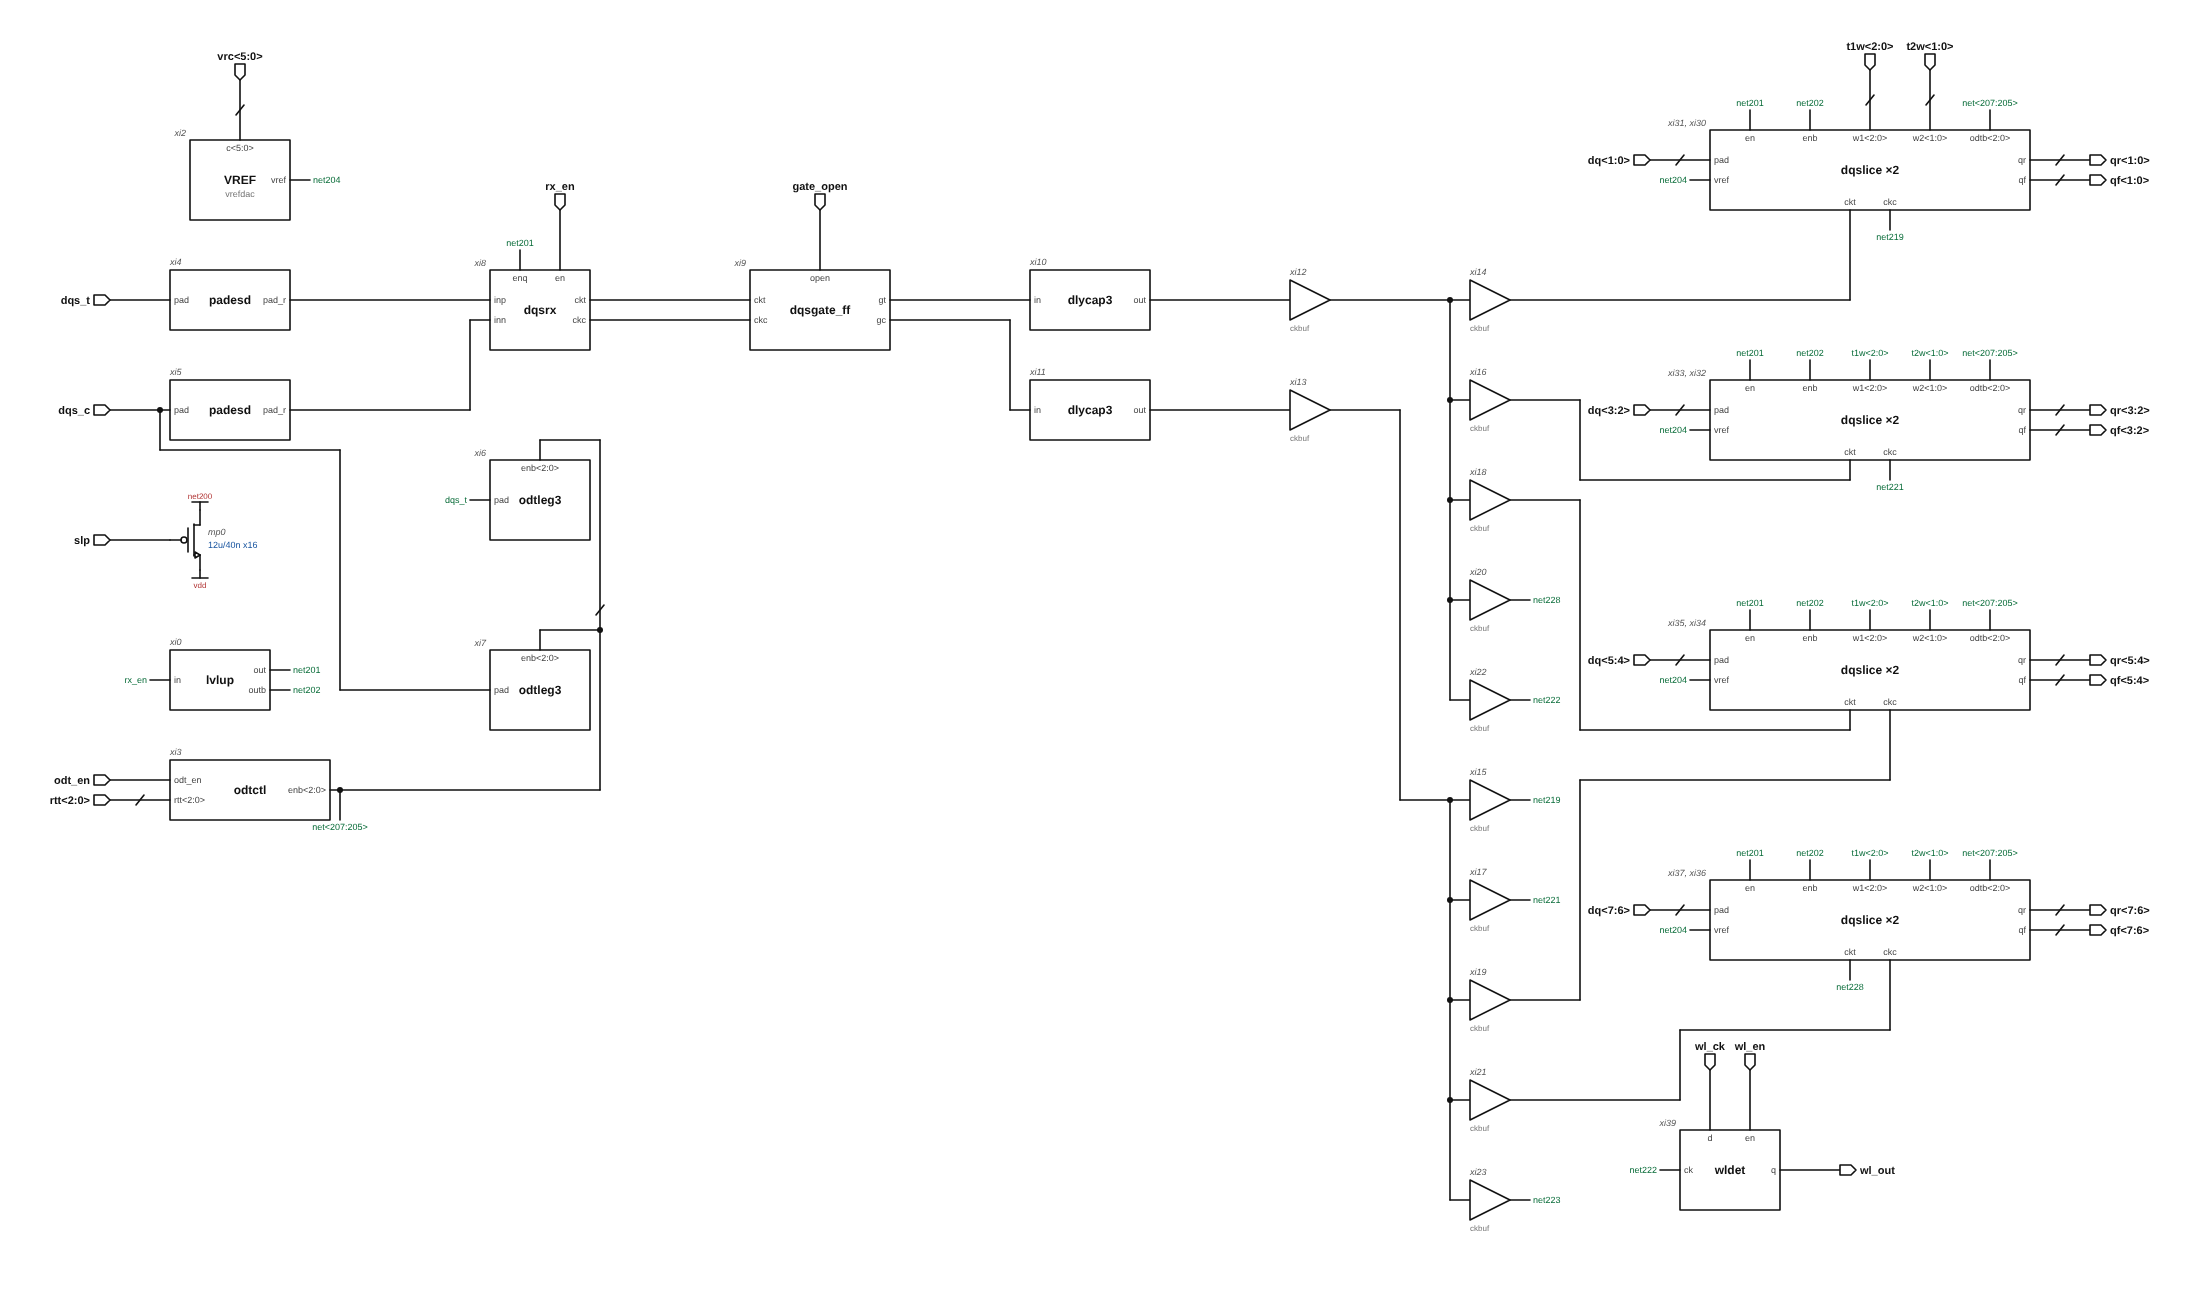 vrc<5:0>
xi2
c<5:0>
VREF
vref
net204
vrefdac
rx_en
gate_open
net201
xi4
dqs_t
pad
padesd
pad_r
xi8
enq
en
inp
inn
dqsrx
ckt
ckc
xi9
open
ckt
ckc
dqsgate_ff
gt
gc
xi10
in
dlycap3
out
xi12
ckbuf
xi5
dqs_c
pad
padesd
pad_r
xi11
in
dlycap3
out
xi13
ckbuf
xi6
enb<2:0>
dqs_t
pad
odtleg3
net200
slp
mp0
12u/40n x16
vdd
xi0
rx_en
in
lvlup
out
outb
net201
net202
xi7
enb<2:0>
pad
odtleg3
xi3
odt_en
rtt<2:0>
odt_en
rtt<2:0>
odtctl
enb<2:0>
net<207:205>
xi14
ckbuf
xi16
ckbuf
xi18
ckbuf
xi20
net228
ckbuf
xi22
net222
ckbuf
xi15
net219
ckbuf
xi17
net221
ckbuf
xi19
ckbuf
xi21
ckbuf
xi23
net223
ckbuf
t1w<2:0>
t2w<1:0>
net201
net202
net<207:205>
xi31, xi30
en
enb
w1<2:0>
w2<1:0>
odtb<2:0>
dq<1:0>
pad
net204
vref
dqslice ×2
qr
qf
qr<1:0>
qf<1:0>
ckt
ckc
net219
net201
net202
t1w<2:0>
t2w<1:0>
net<207:205>
xi33, xi32
en
enb
w1<2:0>
w2<1:0>
odtb<2:0>
dq<3:2>
pad
net204
vref
dqslice ×2
qr
qf
qr<3:2>
qf<3:2>
ckt
ckc
net221
net201
net202
t1w<2:0>
t2w<1:0>
net<207:205>
xi35, xi34
en
enb
w1<2:0>
w2<1:0>
odtb<2:0>
dq<5:4>
pad
net204
vref
dqslice ×2
qr
qf
qr<5:4>
qf<5:4>
ckt
ckc
net201
net202
t1w<2:0>
t2w<1:0>
net<207:205>
xi37, xi36
en
enb
w1<2:0>
w2<1:0>
odtb<2:0>
dq<7:6>
pad
net204
vref
dqslice ×2
qr
qf
qr<7:6>
qf<7:6>
ckt
ckc
net228
wl_ck
wl_en
xi39
d
en
net222
ck
wldet
q
wl_out